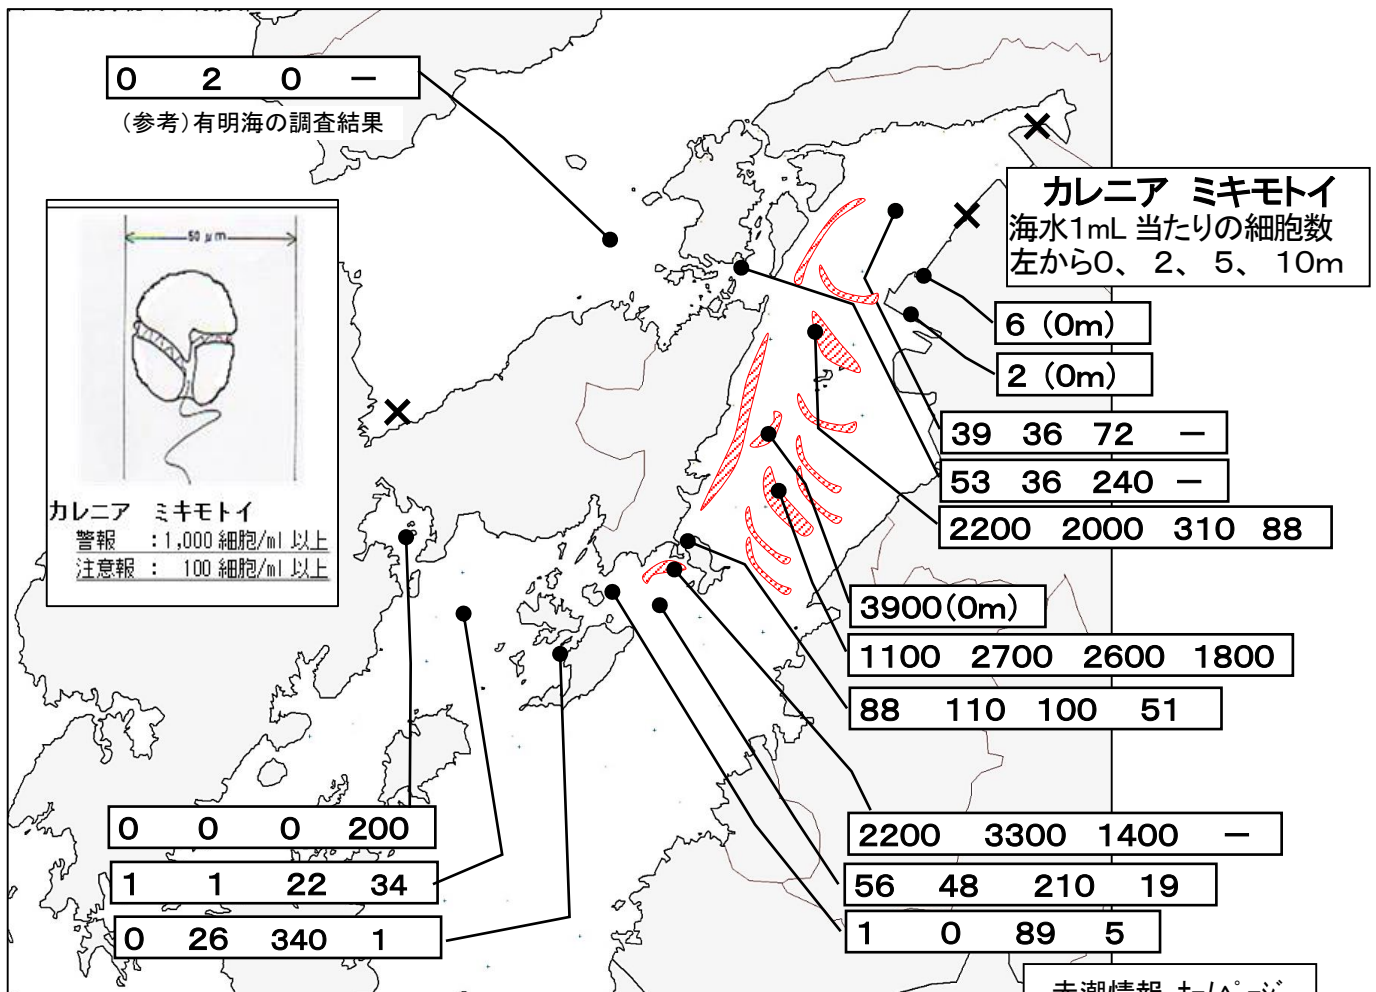 0 2 0 －
（参考）有明海の調査結果
50 μm
カレニア ミキモトイ
警報 ：1,000 細胞/ml 以上
注意報 ： 100 細胞/ml 以上
カレニア ミキモトイ
海水1mL 当たりの細胞数
左から0、 2、 5、 10m
6 (0m)
2 (0m)
39 36 72 －
53 36 240 －
2200 2000 310 88
3900(0m)
1100 2700 2600 1800
88 110 100 51
2200 3300 1400 －
56 48 210 19
1 0 89 5
0 0 0 200
1 1 22 34
0 26 340 1